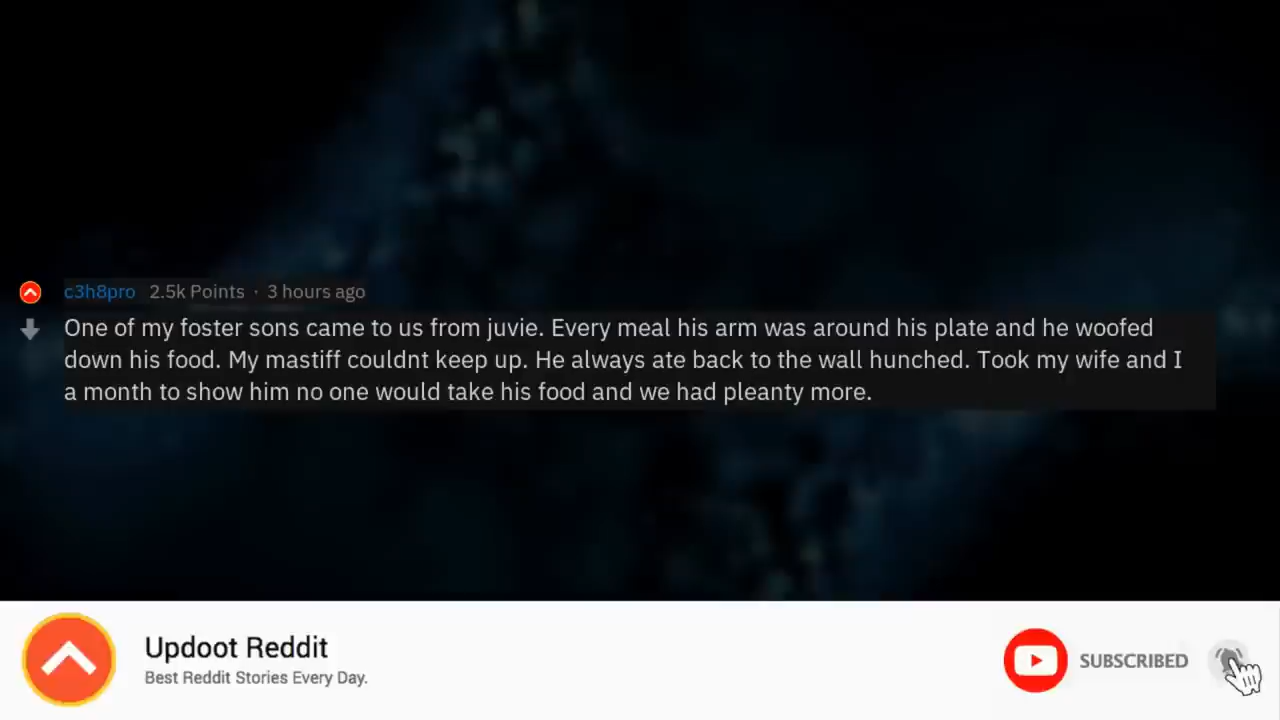 c3h8pro 2.5k Points · 3 hours ago
One of my foster sons came to us from juvie. Every meal his arm was around his plate and he woofed
down his food. My mastiff couldnt keep up. He always ate back to the wall hunched. Took my wife and I
a month to show him no one would take his food and we had pleanty more.
Updoot Reddit
Best Reddit Stories Every Day.
SUBSCRIBED